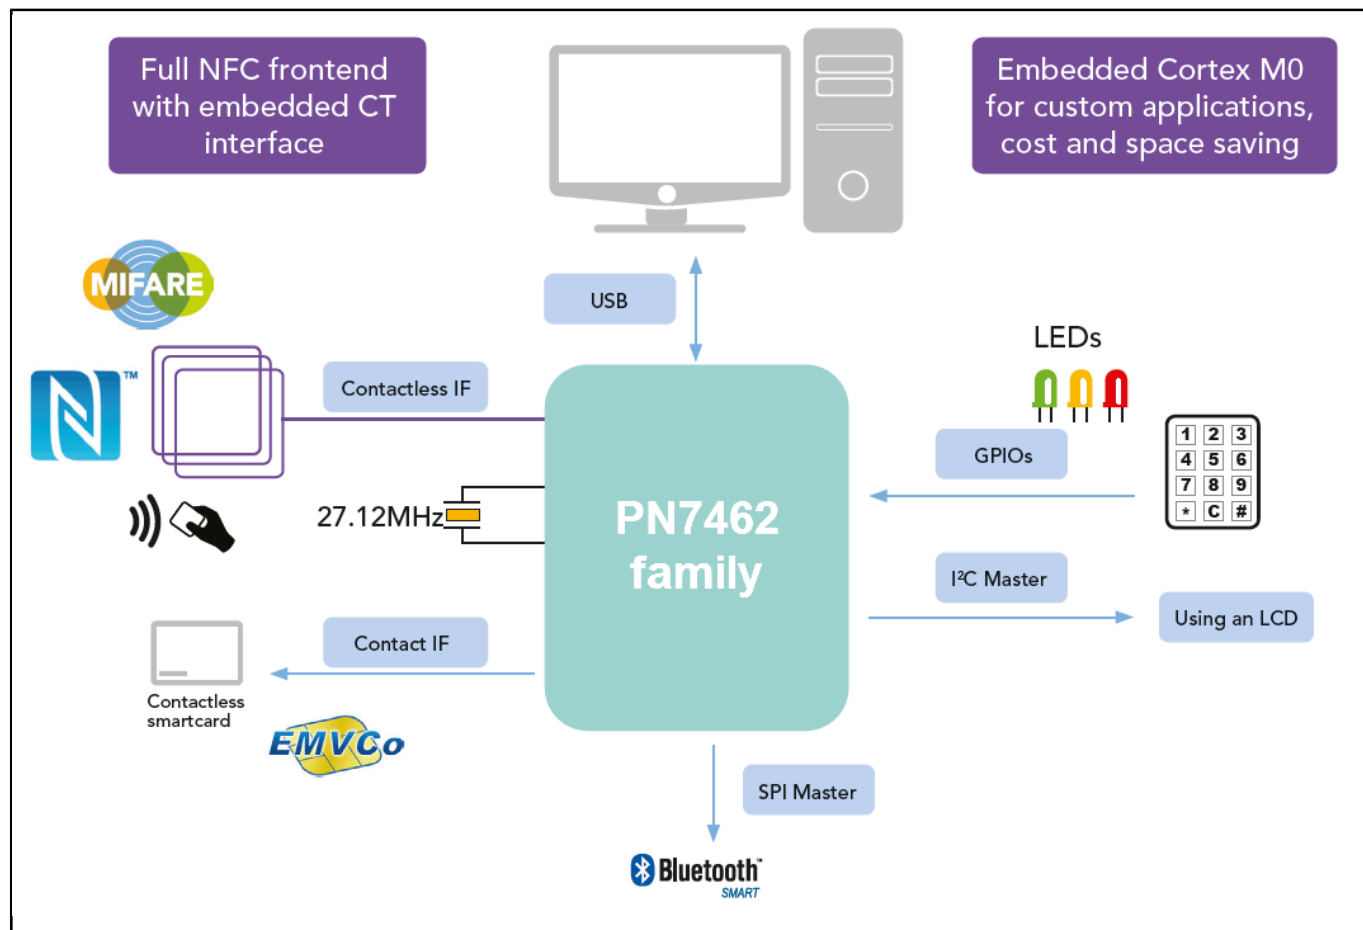 Full NFC frontend
with embedded CT
interface
Embedded Cortex M0
for custom applications,
cost and space saving
MIFARE
USB
LEDs
TM
Contactless IF
GPIOs
1 2 3
4 5 6
7 8 9
* C #
27.12MHz
PN7462
family
I²C Master
Using an LCD
Contact IF
Contactless
smartcard
EMVCo
SPI Master
Bluetooth™
SMART